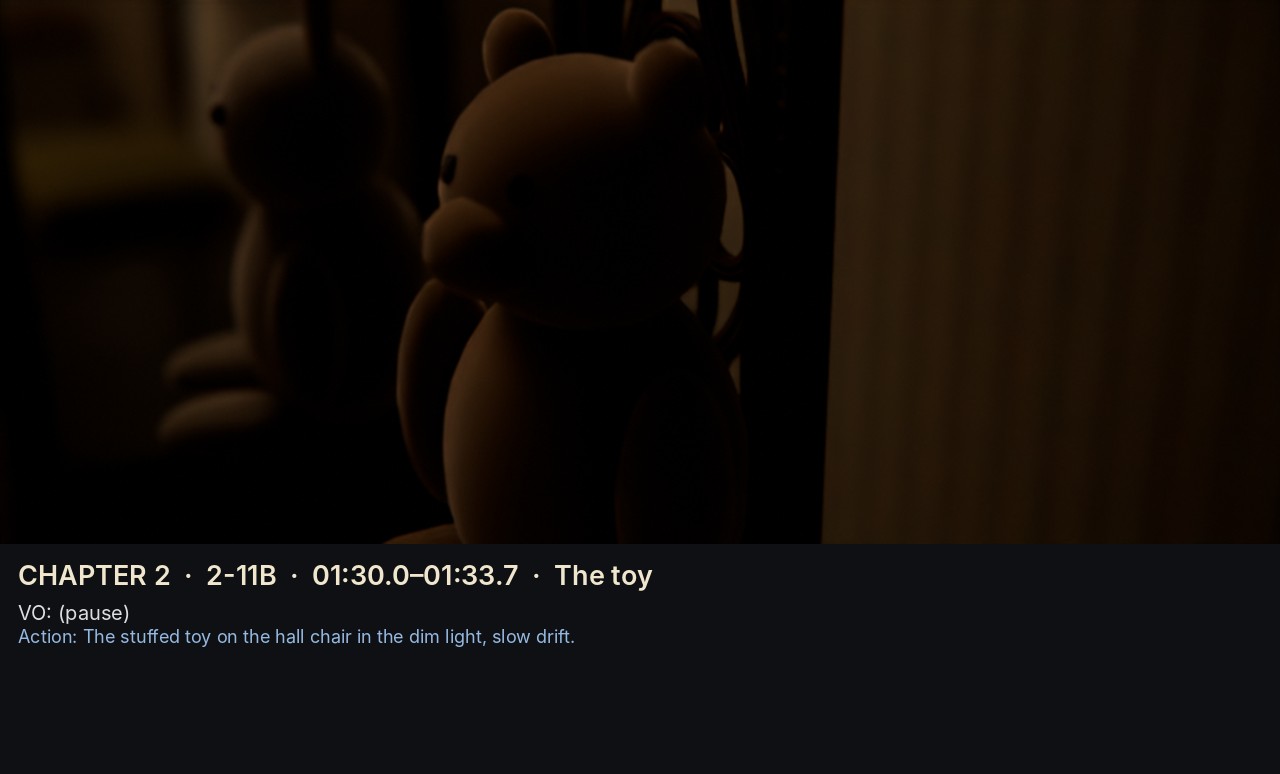 CHAPTER 2 · 2-11B · 01:30.0–01:33.7 · The toy
VO: (pause)
Action: The stuffed toy on the hall chair in the dim light, slow drift.